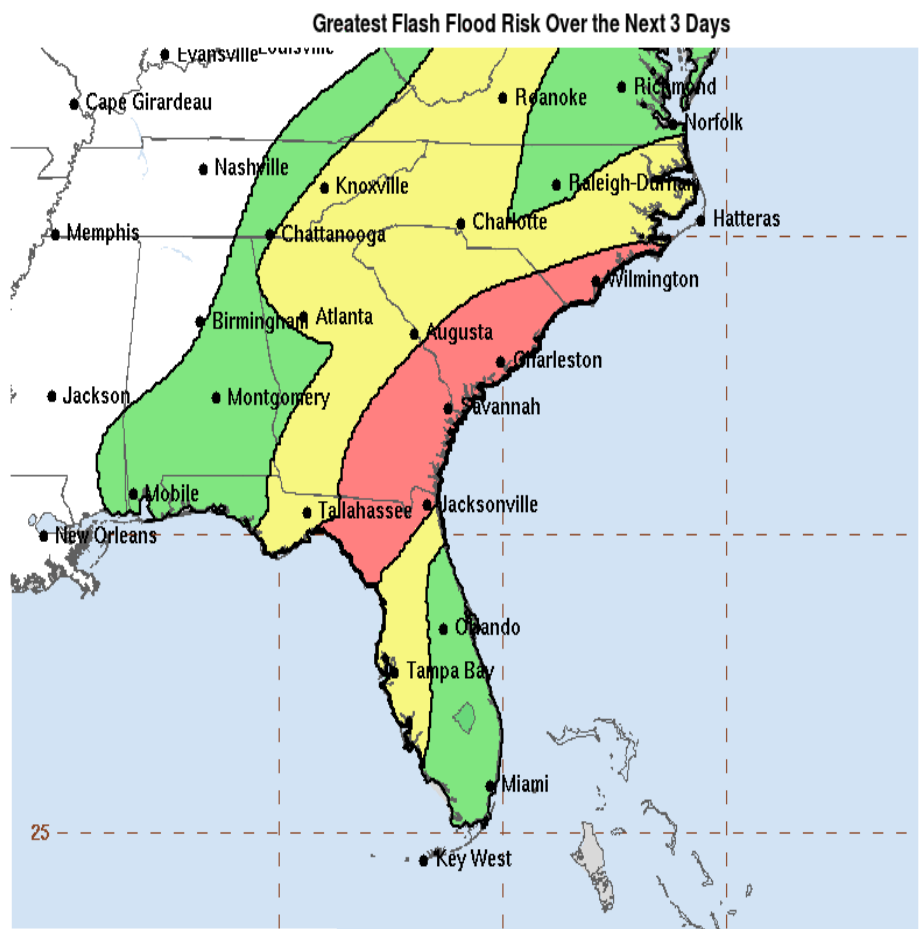 Greatest Flash Flood Risk Over the Next 3 Days
Evansville
Louisville
Cape Girardeau
Roanoke
Richmond
Norfolk
Nashville
Knoxville
Raleigh-Durham
Memphis
Chattanooga
Charlotte
Hatteras
Wilmington
Birmingham
Atlanta
Augusta
Charleston
Jackson
Montgomery
Savannah
Mobile
Tallahassee
Jacksonville
New Orleans
Orlando
Tampa Bay
Miami
25
Key West